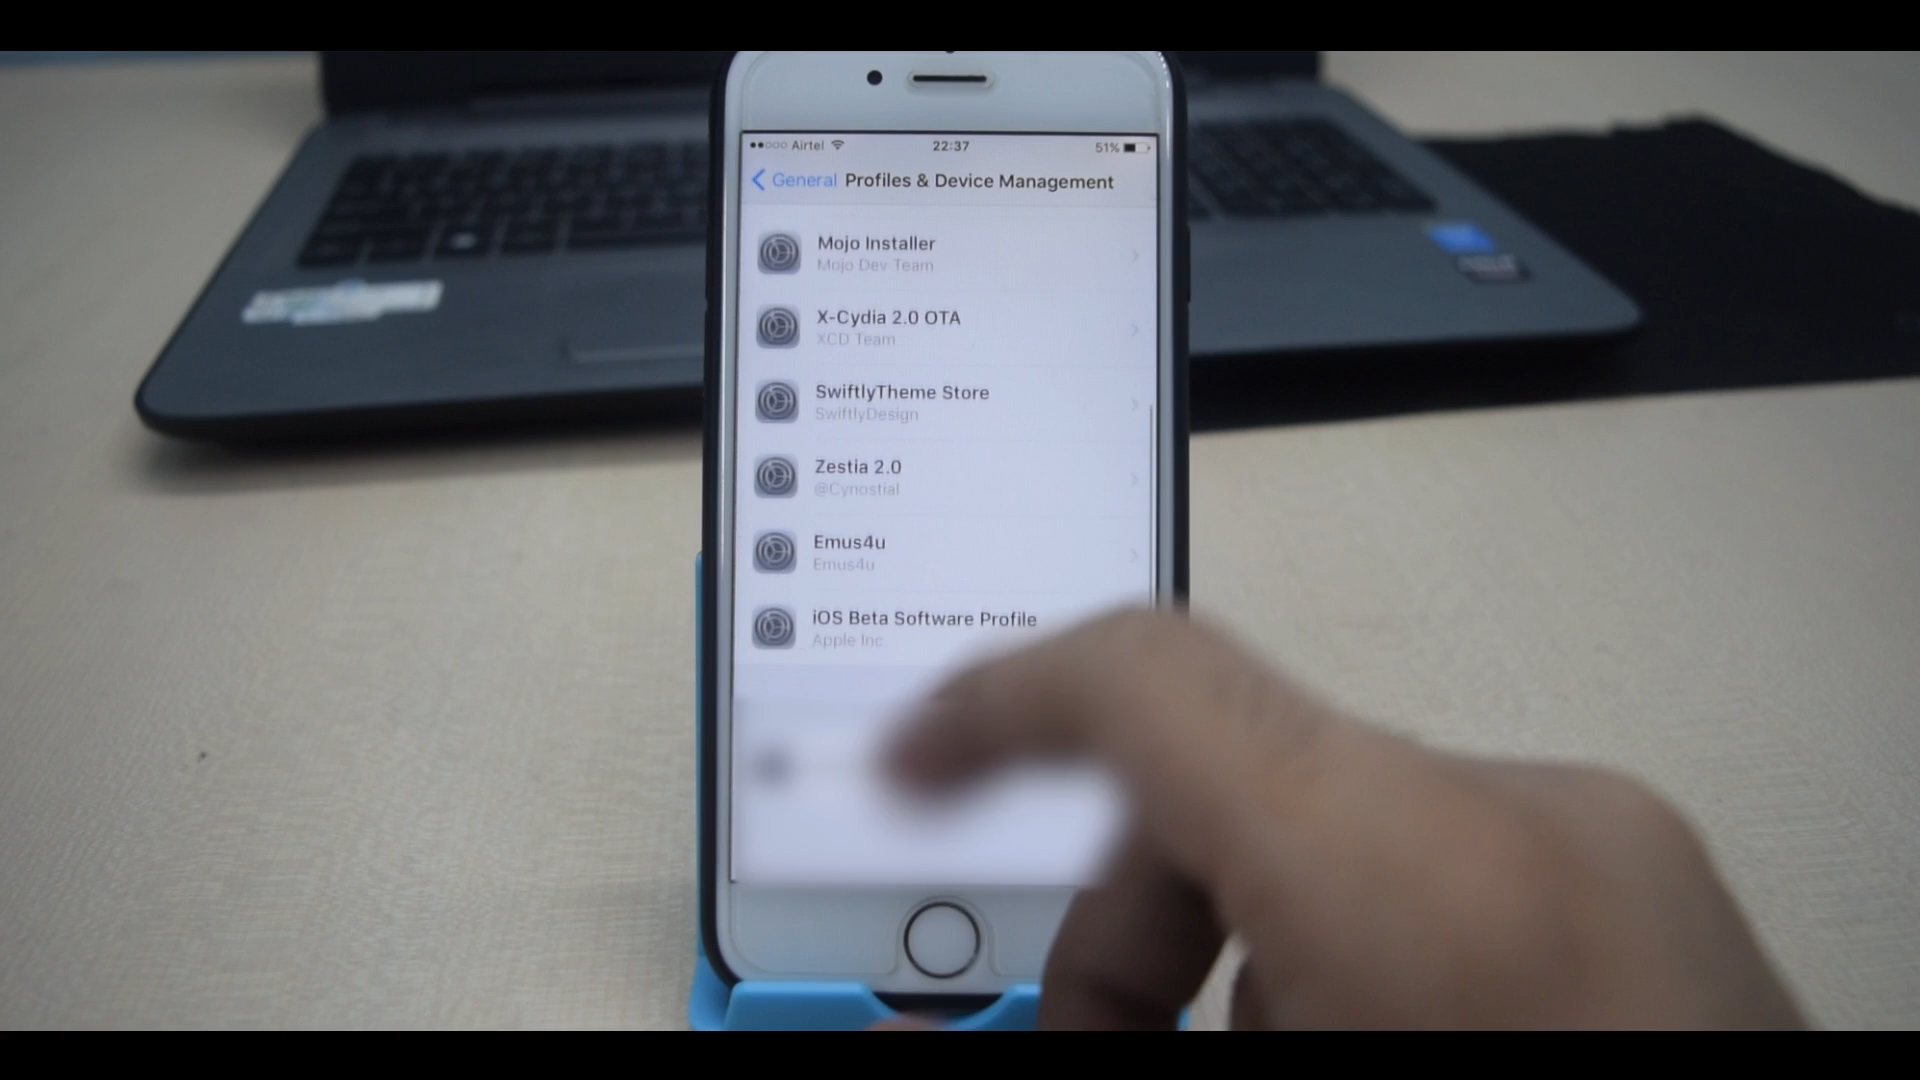 Airtel 22:37 51%
General Profiles & Device Management
Mojo Installer
Mojo Dev Team
X-Cydia 2.0 OTA
XCD Team
SwiftlyTheme Store
SwiftlyDesign
Zestia 2.0
@Cynostial
Emus4u
Emus4u
iOS Beta Software Profile
Apple Inc.